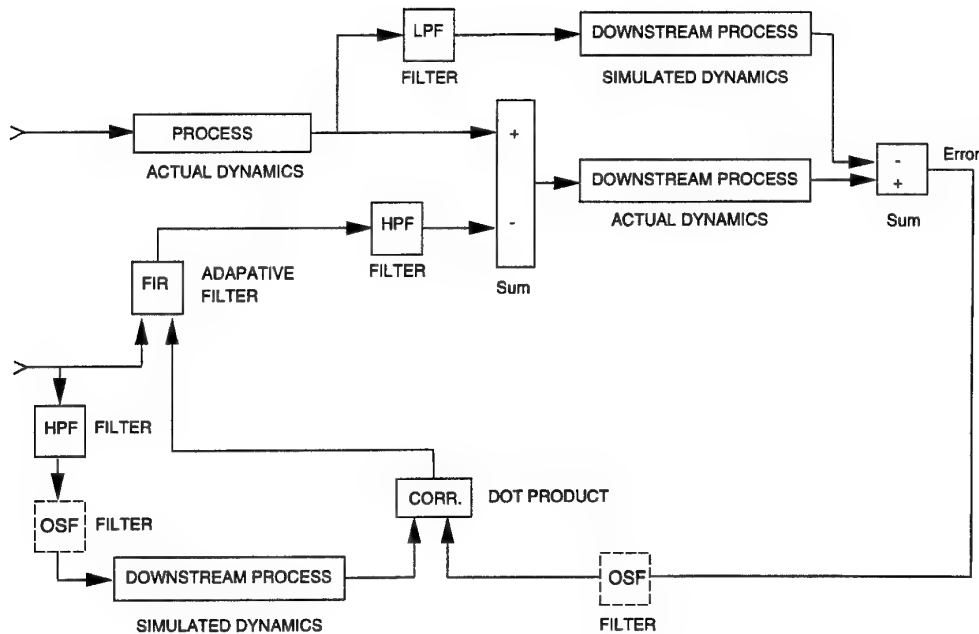 LPF
FILTER
DOWNSTREAM PROCESS
SIMULATED DYNAMICS
PROCESS
ACTUAL DYNAMICS
+
-
Sum
DOWNSTREAM PROCESS
ACTUAL DYNAMICS
-
+
Sum
Error
HPF
FILTER
FIR
ADAPATIVE
FILTER
HPF
FILTER
OSF
FILTER
DOWNSTREAM PROCESS
SIMULATED DYNAMICS
CORR.
DOT PRODUCT
OSF
FILTER